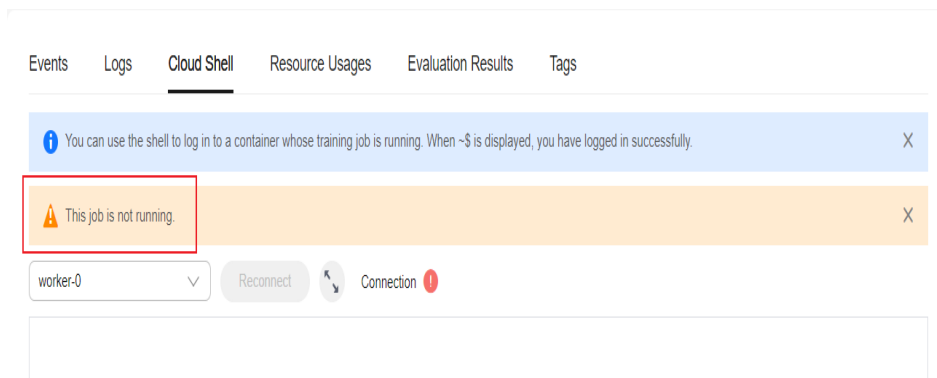 Events Logs Cloud Shell Resource Usages Evaluation Results Tags
You can use the shell to log in to a container whose training job is running. When ~$ is displayed, you have logged in successfully.
This job is not running.
worker-0 Reconnect Connection